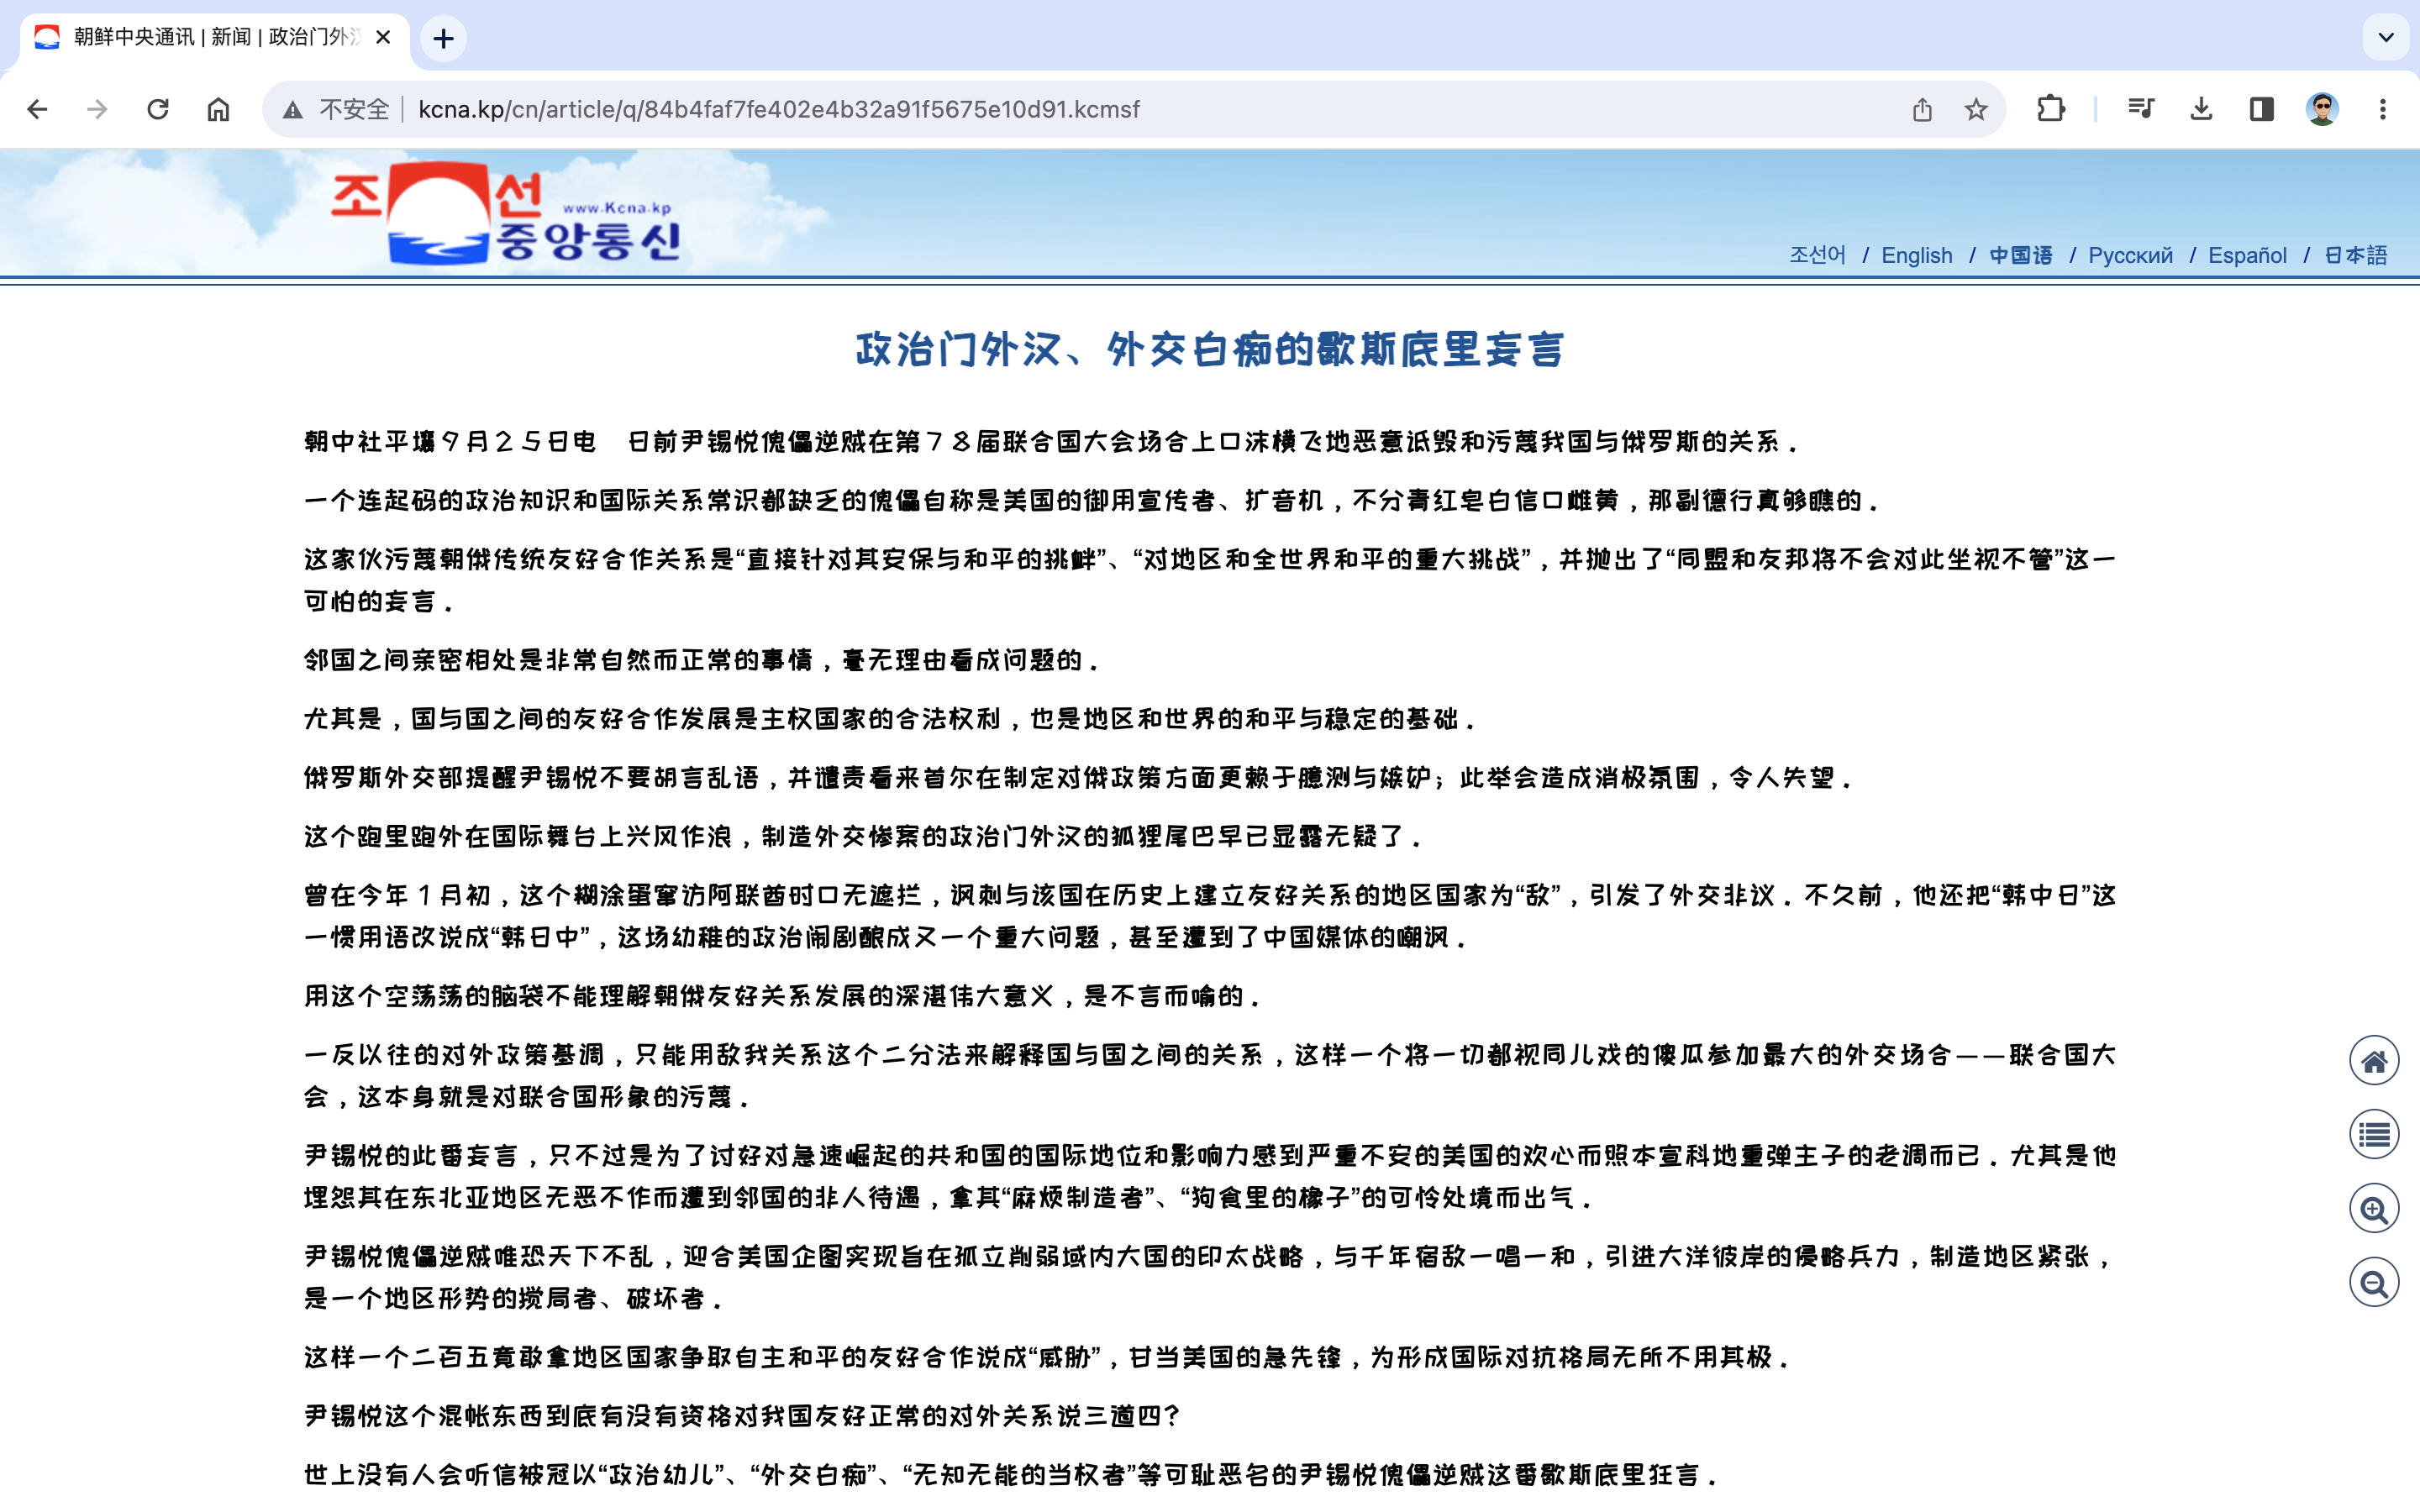 朝鲜中央通讯 | 新闻 | 政治门外汉
不安全
kcna.kp/cn/article/q/84b4faf7fe402e4b32a91f5675e10d91.kcmsf
조선
www.Kcna.kp
중앙통신
조선어 / English / 中国语 / Русский / Español / 日本語
政治门外汉、外交白痴的歇斯底里妄言
朝中社平壤９月２５日电　日前尹锡悦傀儡逆贼在第７８届联合国大会场合上口沫横飞地恶意诋毁和污蔑我国与俄罗斯的关系．
一个连起码的政治知识和国际关系常识都缺乏的傀儡自称是美国的御用宣传者、扩音机，不分青红皂白信口雌黄，那副德行真够瞧的．
这家伙污蔑朝俄传统友好合作关系是“直接针对其安保与和平的挑衅”、“对地区和全世界和平的重大挑战”，并抛出了“同盟和友邦将不会对此坐视不管”这一
可怕的妄言．
邻国之间亲密相处是非常自然而正常的事情，毫无理由看成问题的．
尤其是，国与国之间的友好合作发展是主权国家的合法权利，也是地区和世界的和平与稳定的基础．
俄罗斯外交部提醒尹锡悦不要胡言乱语，并谴责看来首尔在制定对俄政策方面更赖于臆测与嫉妒；此举会造成消极氛围，令人失望．
这个跑里跑外在国际舞台上兴风作浪，制造外交惨案的政治门外汉的狐狸尾巴早已显露无疑了．
曾在今年１月初，这个糊涂蛋窜访阿联酋时口无遮拦，讽刺与该国在历史上建立友好关系的地区国家为“敌”，引发了外交非议．不久前，他还把“韩中日”这
一惯用语改说成“韩日中”，这场幼稚的政治闹剧酿成又一个重大问题，甚至遭到了中国媒体的嘲讽．
用这个空荡荡的脑袋不能理解朝俄友好关系发展的深湛伟大意义，是不言而喻的．
一反以往的对外政策基调，只能用敌我关系这个二分法来解释国与国之间的关系，这样一个将一切都视同儿戏的傻瓜参加最大的外交场合——联合国大
会，这本身就是对联合国形象的污蔑．
尹锡悦的此番妄言，只不过是为了讨好对急速崛起的共和国的国际地位和影响力感到严重不安的美国的欢心而照本宣科地重弹主子的老调而已．尤其是他
埋怨其在东北亚地区无恶不作而遭到邻国的非人待遇，拿其“麻烦制造者”、“狗食里的橡子”的可怜处境而出气．
尹锡悦傀儡逆贼唯恐天下不乱，迎合美国企图实现旨在孤立削弱域内大国的印太战略，与千年宿敌一唱一和，引进大洋彼岸的侵略兵力，制造地区紧张，
是一个地区形势的搅局者、破坏者．
这样一个二百五竟敢拿地区国家争取自主和平的友好合作说成“威胁”，甘当美国的急先锋，为形成国际对抗格局无所不用其极．
尹锡悦这个混帐东西到底有没有资格对我国友好正常的对外关系说三道四？
世上没有人会听信被冠以“政治幼儿”、“外交白痴”、“无知无能的当权者”等可耻恶名的尹锡悦傀儡逆贼这番歇斯底里狂言．